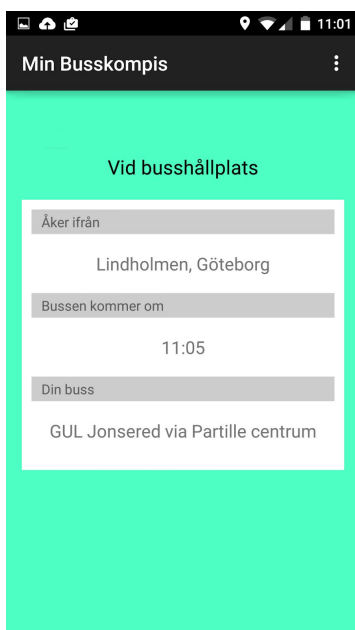 11:01
Min Busskompis
Vid busshållplats
Åker ifrån
Lindholmen, Göteborg
Bussen kommer om
11:05
Din buss
GUL Jonsered via Partille centrum